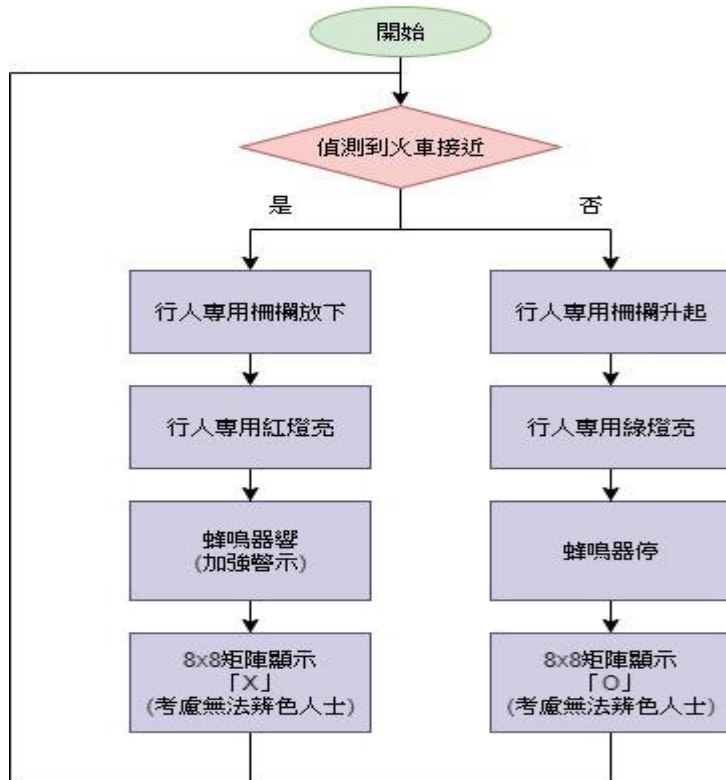 開始
偵測到火車接近
是
否
行人專用柵欄放下
行人專用柵欄升起
行人專用紅燈亮
行人專用綠燈亮
蜂鳴器響
(加強警示)
蜂鳴器停
8x8矩陣顯示
「X」
(考慮無法辨色人士)
8x8矩陣顯示
「O」
(考慮無法辨色人士)